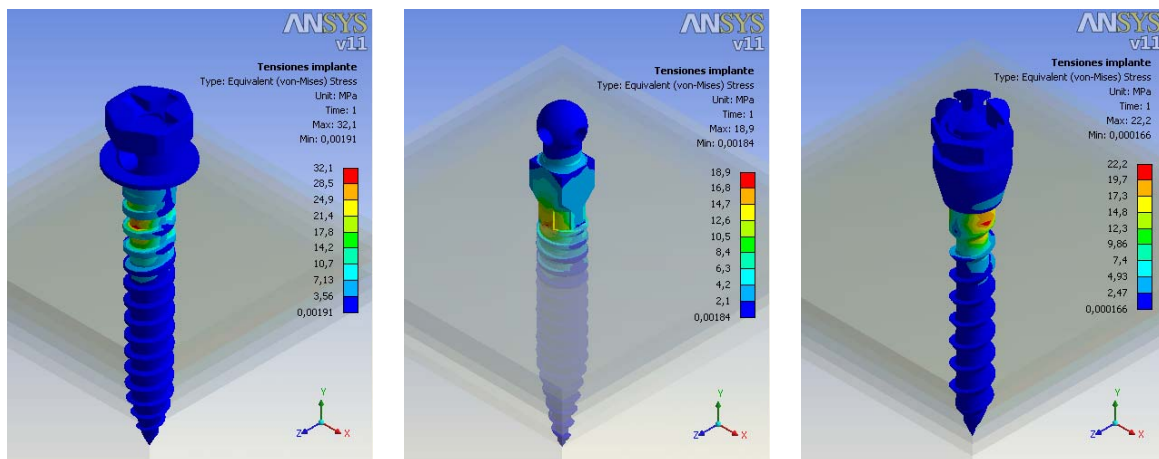 ANSYS
v11
Tensiones implante
Type: Equivalent (von-Mises) Stress
Unit: MPa
Time: 1
Max: 32,1
Min: 0,00191
32,1
28,5
24,9
21,4
17,8
14,2
10,7
7,13
3,56
0,00191
Y
Z
X
ANSYS
v11
Tensiones implante
Type: Equivalent (von-Mises) Stress
Unit: MPa
Time: 1
Max: 18,9
Min: 0,00184
18,9
16,8
14,7
12,6
10,5
8,4
6,3
4,2
2,1
0,00184
Y
Z
X
ANSYS
v11
Tensiones implante
Type: Equivalent (von-Mises) Stress
Unit: MPa
Time: 1
Max: 22,2
Min: 0,000166
22,2
19,7
17,3
14,8
12,3
9,86
7,4
4,93
2,47
0,000166
Y
Z
X